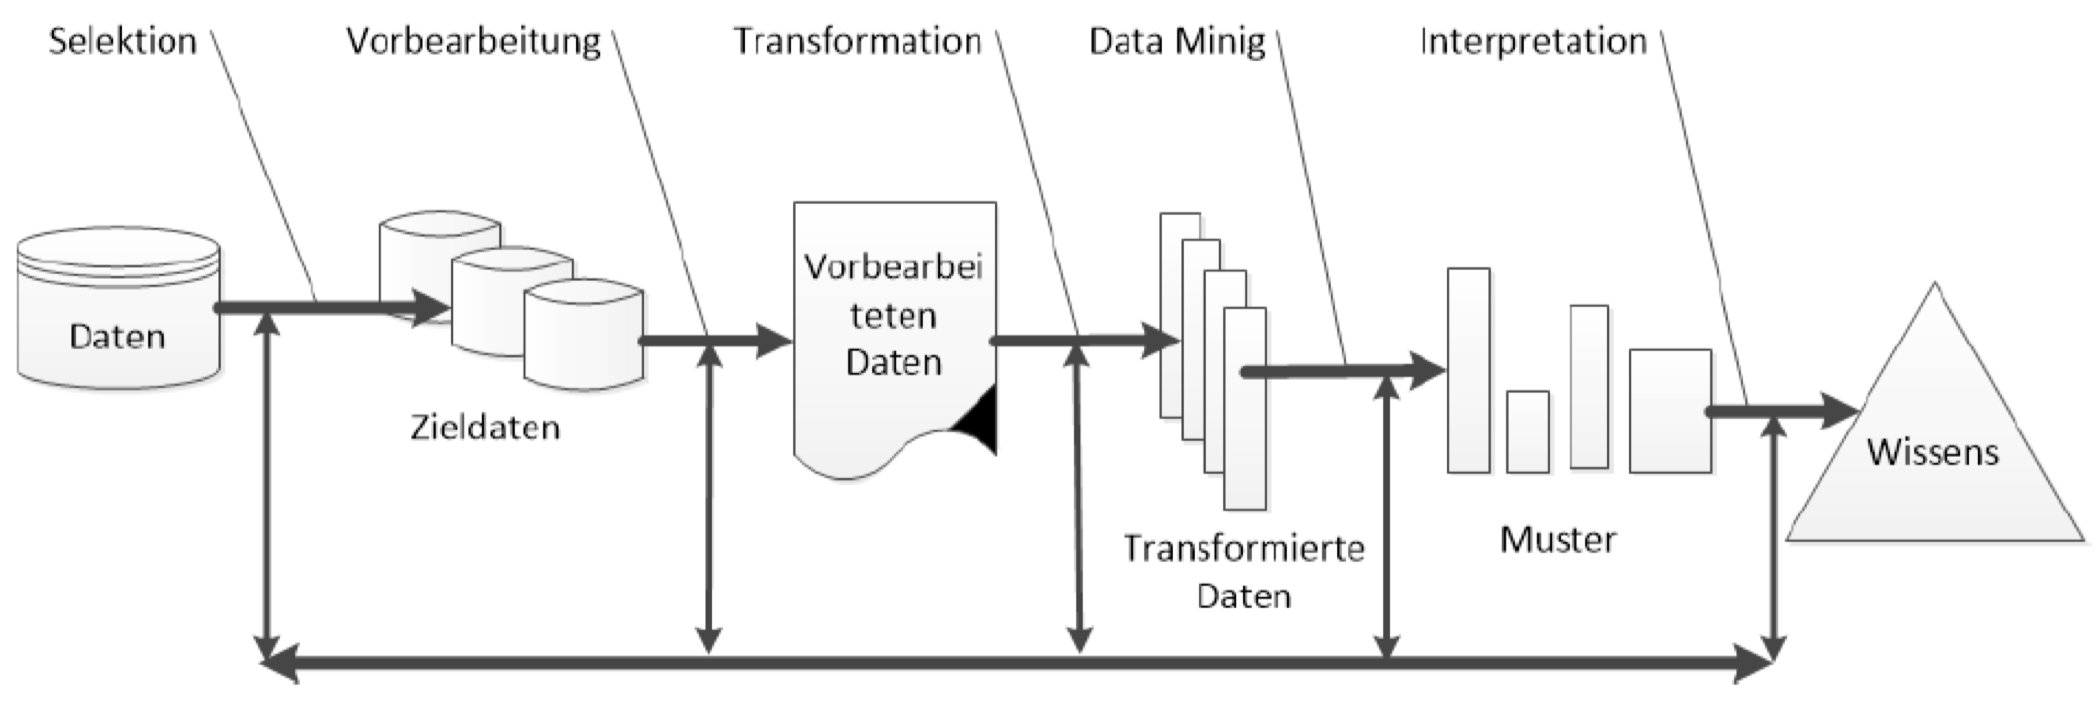 Selektion
Vorbearbeitung
Transformation
Data Minig
Interpretation
Daten
Zieldaten
Vorbearbei
teten
Daten
Transformierte
Daten
Muster
Wissens